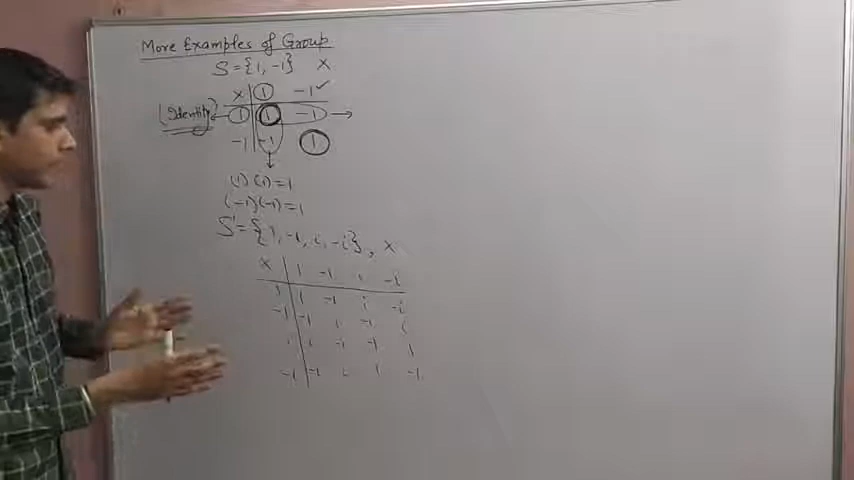 More Examples of Group
S = {1, -1} ×
× 1 -1 ✓
(Identity) ← 1 1 -1 →
-1 -1 1
(1) (1) = 1
(-1) (-1) = 1
S' = {1, -1, i, -i}, ×
× 1 -1 i -i
1 1 -1 i -i
-1 -1 1 -i i
i i -i -1 1
-i -i i 1 -1